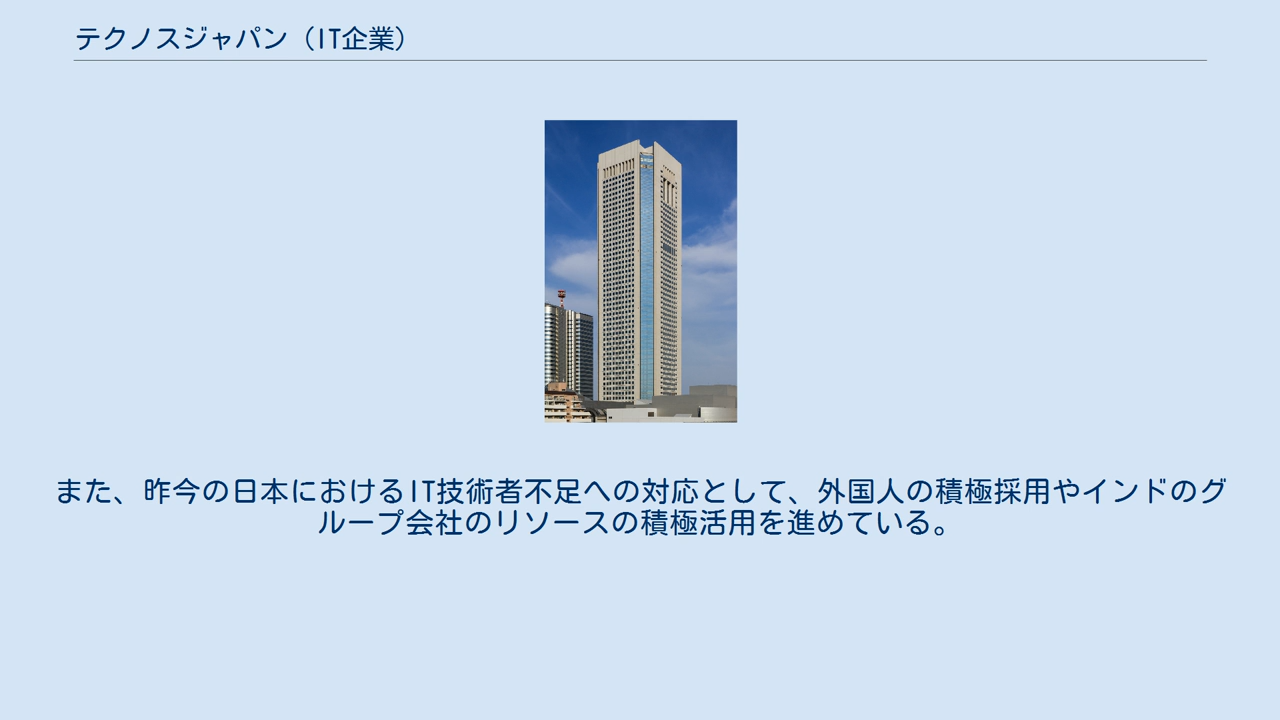 テクノスジャパン（IT企業）
また、昨今の日本におけるIT技術者不足への対応として、外国人の積極採用やインドのグ
ループ会社のリソースの積極活用を進めている。